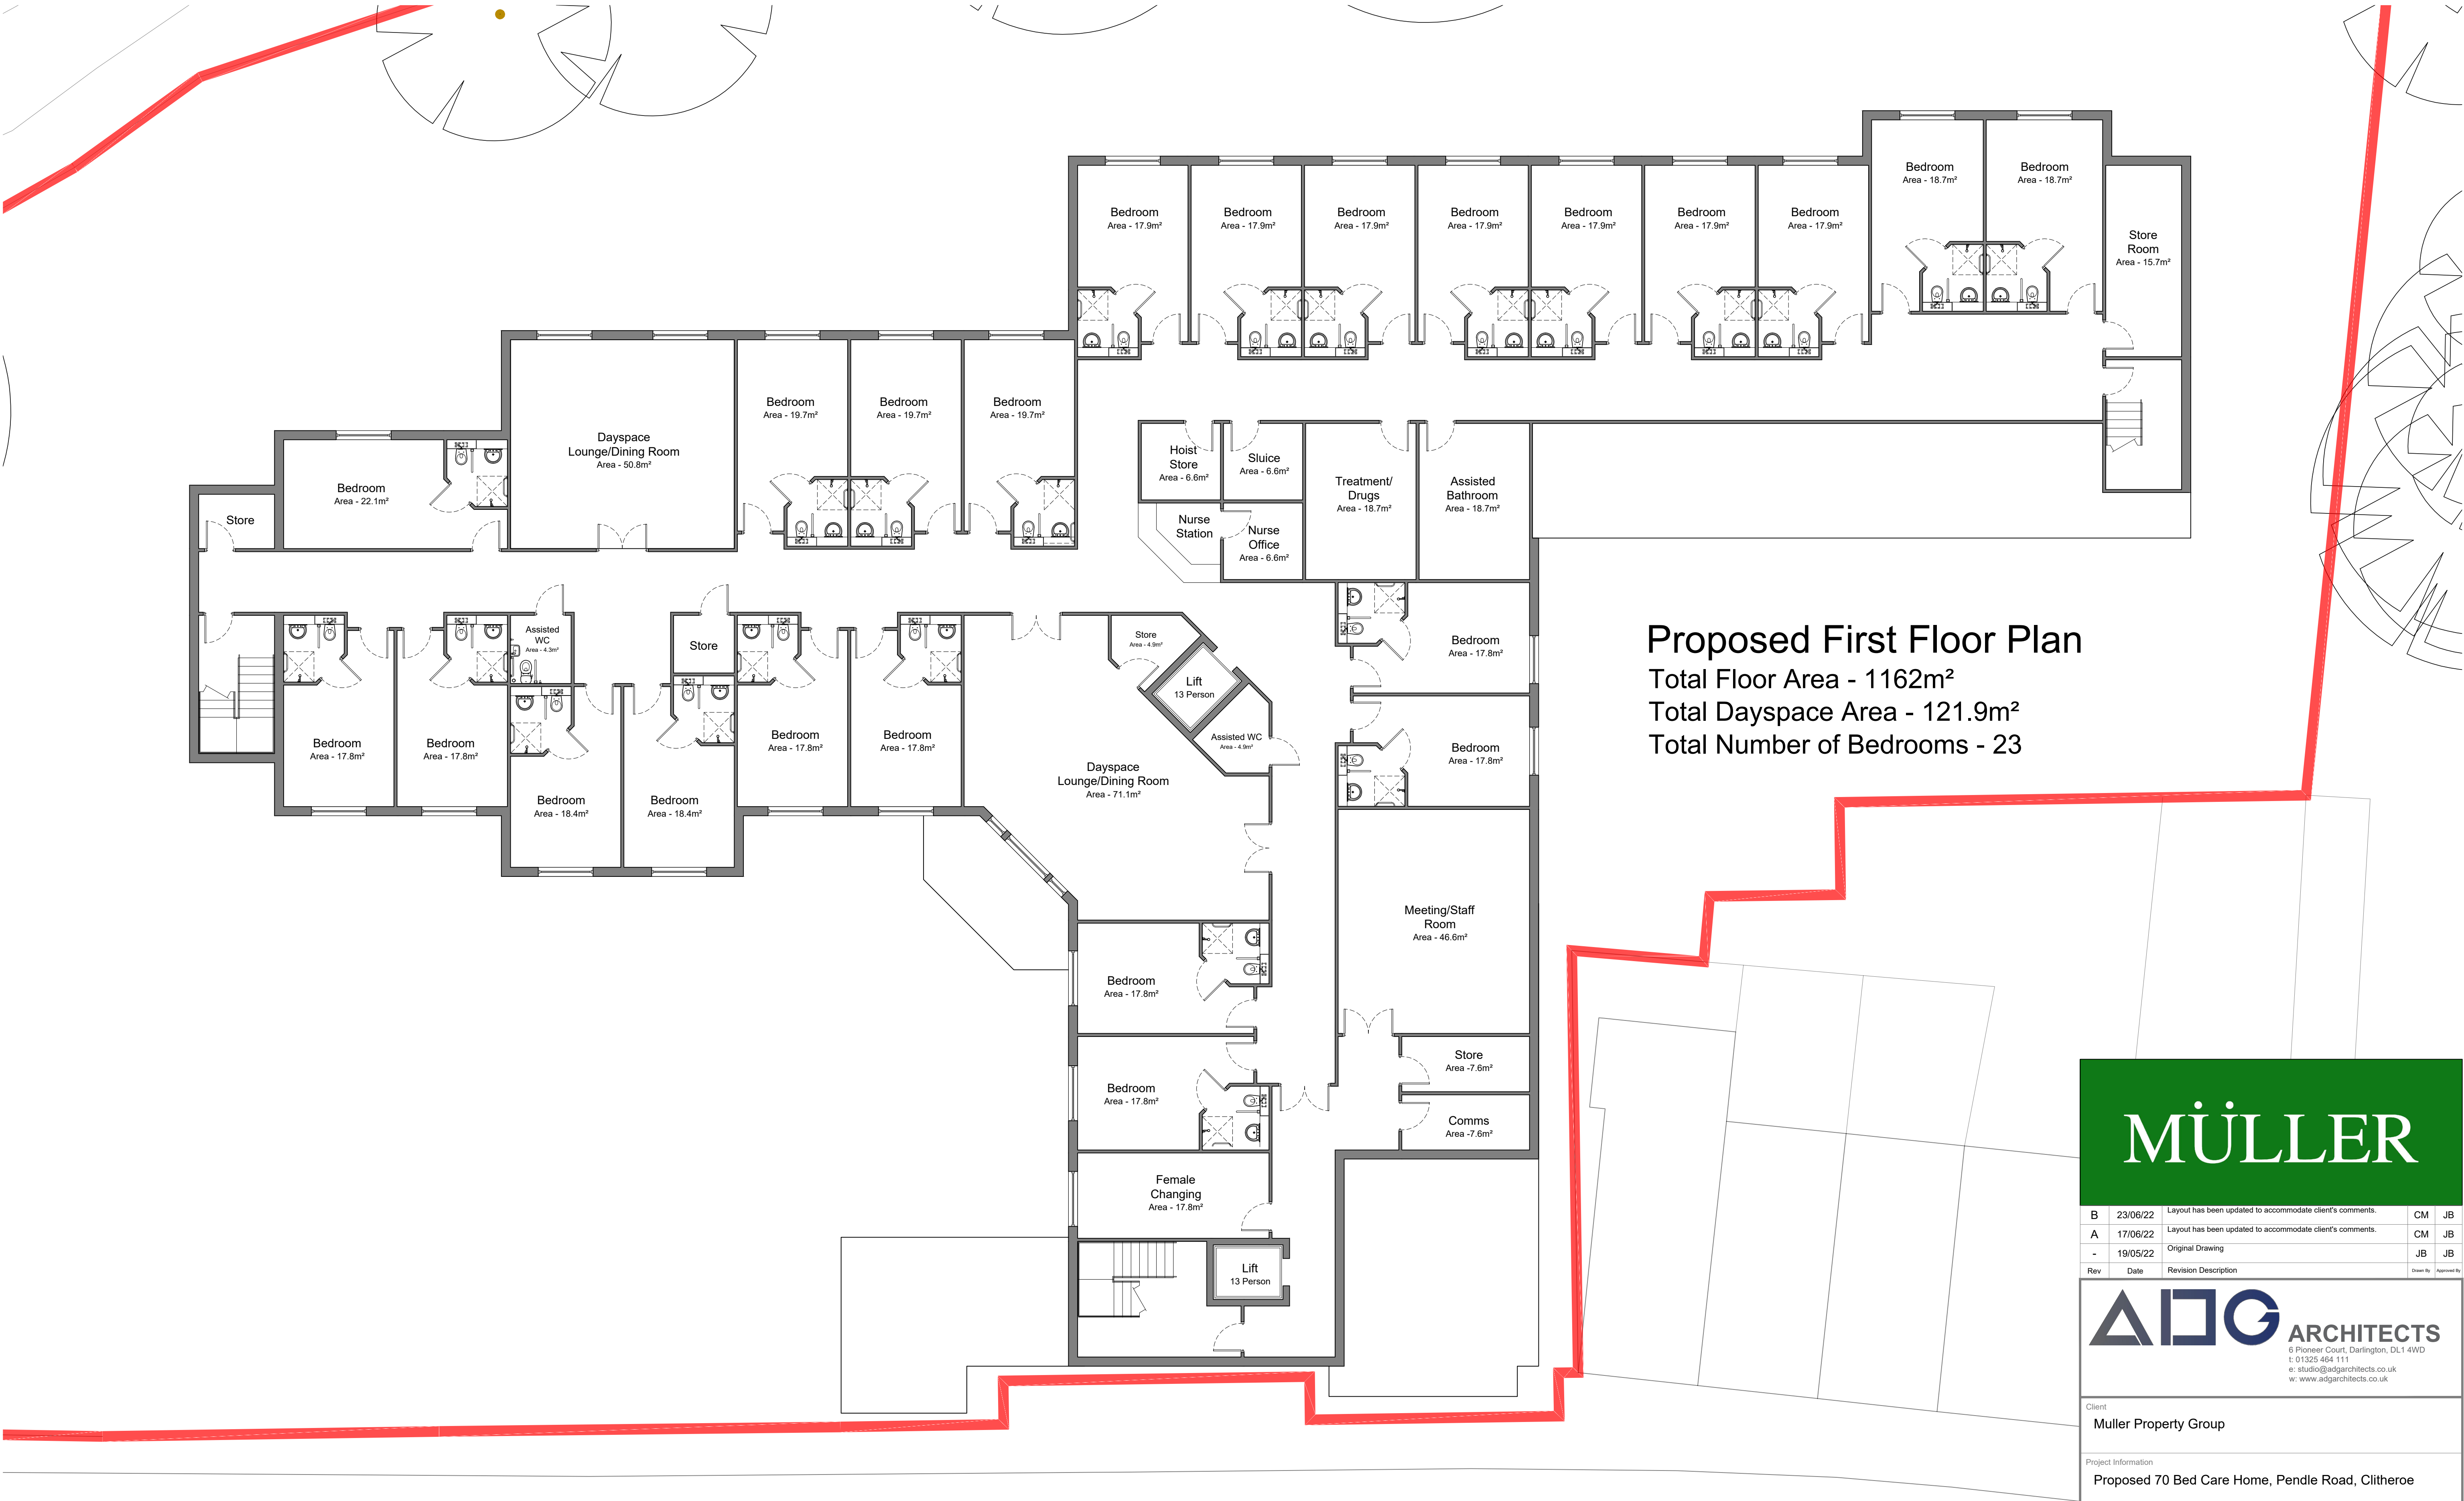 Bedroom
Area - 18.7m²
Bedroom
Area - 18.7m²
Bedroom
Area - 17.9m²
Bedroom
Area - 17.9m²
Bedroom
Area - 17.9m²
Bedroom
Area - 17.9m²
Bedroom
Area - 17.9m²
Bedroom
Area - 17.9m²
Bedroom
Area - 17.9m²
Store
Room
Area - 15.7m²
Bedroom
Area - 19.7m²
Bedroom
Area - 19.7m²
Bedroom
Area - 19.7m²
Dayspace
Lounge/Dining Room
Area - 50.8m²
Bedroom
Area - 22.1m²
Store
Hoist
Store
Area - 6.6m²
Sluice
Area - 6.6m²
Treatment/
Drugs
Area - 18.7m²
Assisted
Bathroom
Area - 18.7m²
Nurse
Station
Nurse
Office
Area - 6.6m²
Assisted
WC
Area - 4.3m²
Store
Store
Area - 4.9m²
Lift
13 Person
Assisted WC
Area - 4.9m²
Bedroom
Area - 17.8m²
Bedroom
Area - 17.8m²
Proposed First Floor Plan
Total Floor Area - 1162m²
Total Dayspace Area - 121.9m²
Total Number of Bedrooms - 23
Bedroom
Area - 17.8m²
Bedroom
Area - 17.8m²
Bedroom
Area - 18.4m²
Bedroom
Area - 18.4m²
Bedroom
Area - 17.8m²
Bedroom
Area - 17.8m²
Dayspace
Lounge/Dining Room
Area - 71.1m²
Meeting/Staff
Room
Area - 46.6m²
Bedroom
Area - 17.8m²
Bedroom
Area - 17.8m²
Store
Area -7.6m²
Comms
Area -7.6m²
Female
Changing
Area - 17.8m²
Lift
13 Person
MÜLLER
B 23/06/22 Layout has been updated to accommodate client's comments. CM JB
A 17/06/22 Layout has been updated to accommodate client's comments. CM JB
- 19/05/22 Original Drawing JB JB
Rev Date Revision Description Drawn By Approved By
ADG ARCHITECTS
6 Pioneer Court, Darlington, DL1 4WD
t: 01325 464 111
e: studio@adgarchitects.co.uk
w: www.adgarchitects.co.uk
Client
Muller Property Group
Project Information
Proposed 70 Bed Care Home, Pendle Road, Clitheroe